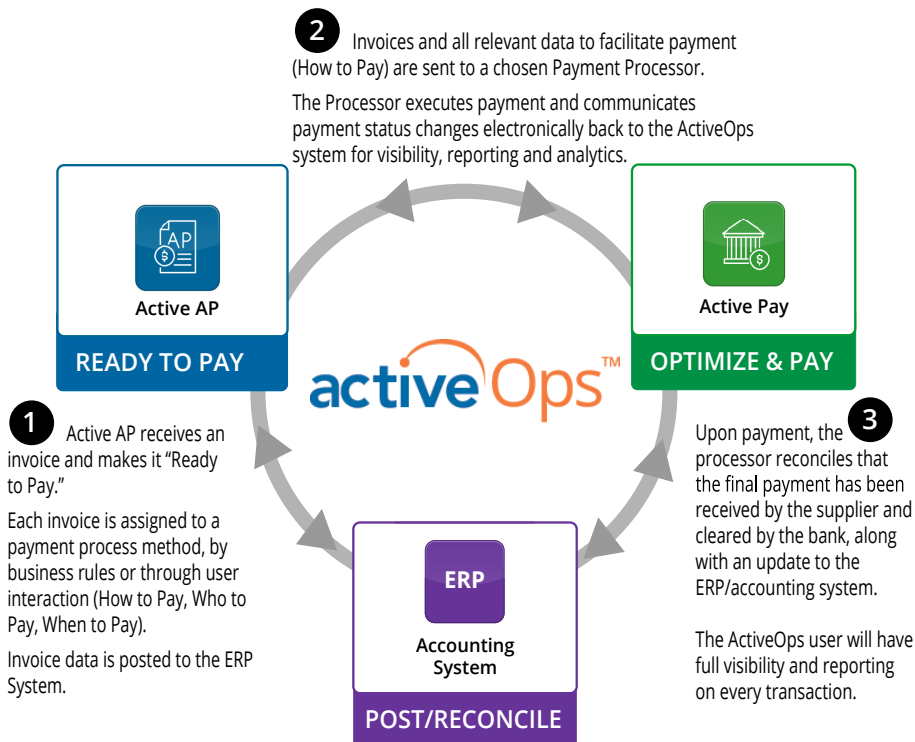 2 Invoices and all relevant data to facilitate payment
(How to Pay) are sent to a chosen Payment Processor.
The Processor executes payment and communicates
payment status changes electronically back to the ActiveOps
system for visibility, reporting and analytics.
AP
$
Active AP
READY TO PAY
$
Active Pay
OPTIMIZE & PAY
activeOps™
1 Active AP receives an
invoice and makes it “Ready
to Pay.”
Each invoice is assigned to a
payment process method, by
business rules or through user
interaction (How to Pay, Who to
Pay, When to Pay).
Invoice data is posted to the ERP
System.
ERP
Accounting
System
POST/RECONCILE
Upon payment, the 3
processor reconciles that
the final payment has been
received by the supplier and
cleared by the bank, along
with an update to the
ERP/accounting system.
The ActiveOps user will have
full visibility and reporting
on every transaction.